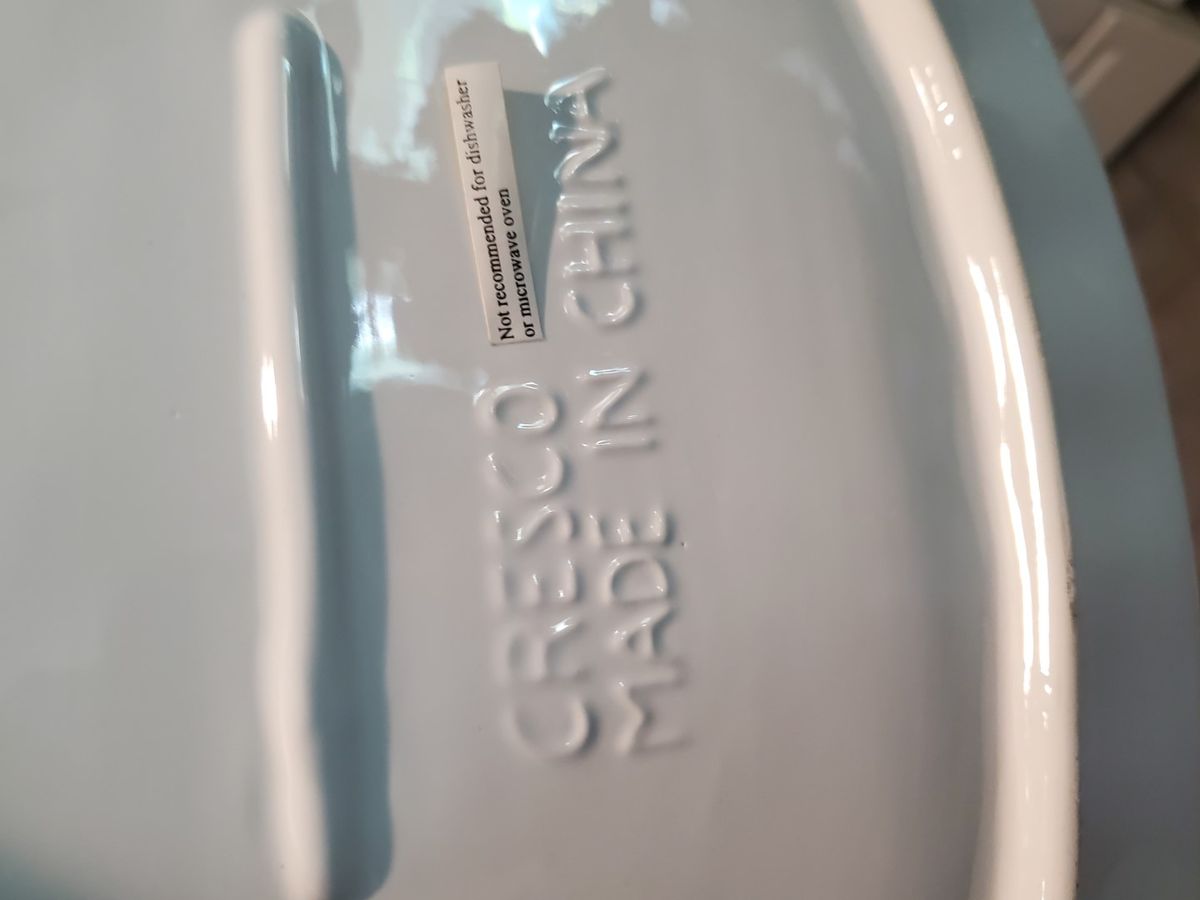 Not recommended for dishwasher
or microwave oven
CRESCO
MADE IN CHINA